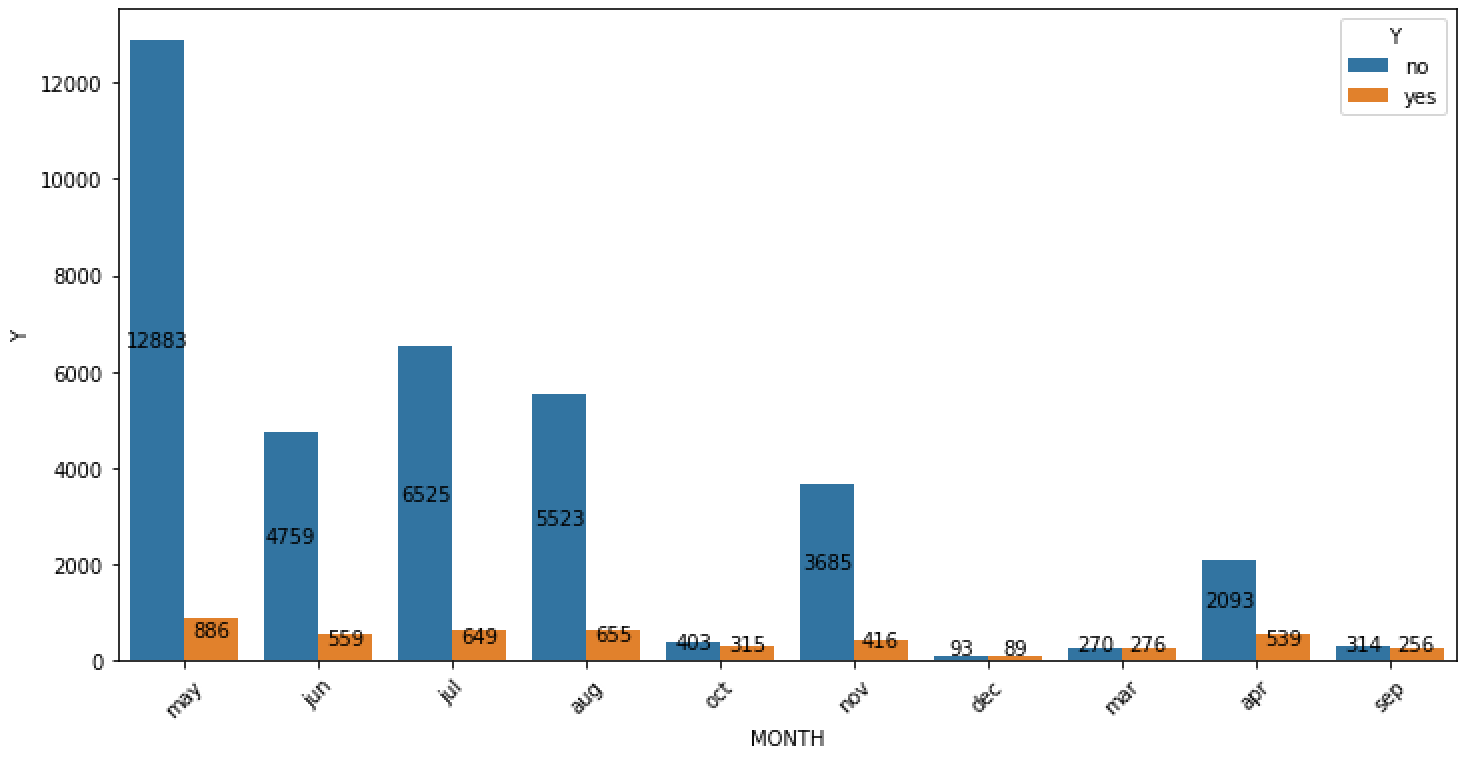 Y
no
yes
12000
10000
8000
6000
4000
2000
0
Y
12883
886
4759
559
6525
649
5523
655
403
315
3685
416
93
89
270
276
2093
539
314
256
may
jun
jul
aug
oct
nov
dec
mar
apr
sep
MONTH